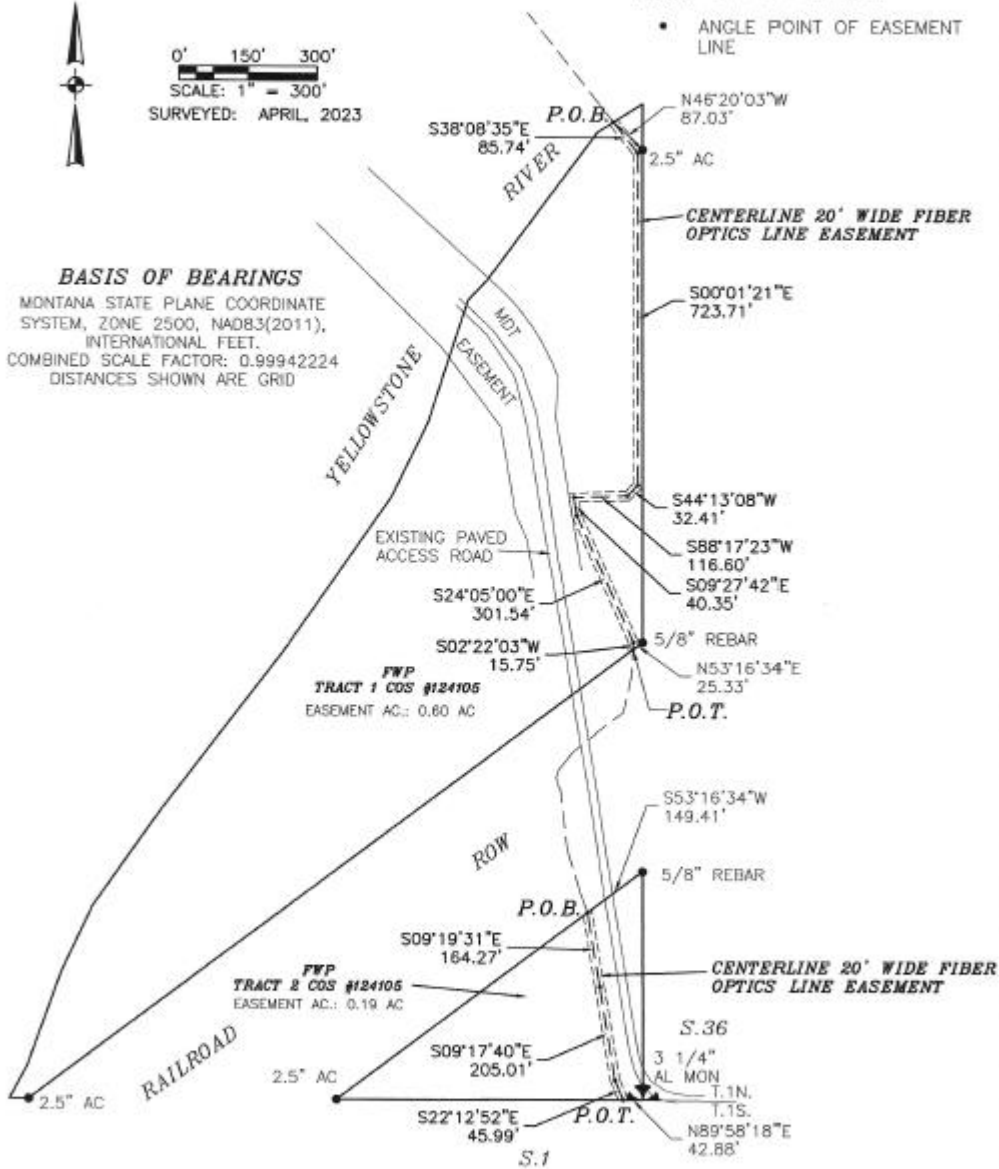 • ANGLE POINT OF EASEMENT
LINE
0' 150' 300'
SCALE: 1" = 300'
SURVEYED: APRIL, 2023
P.O.B.
N46°20'03"W
87.03'
S38°08'35"E
85.74'
2.5" AC
RIVER
CENTERLINE 20' WIDE FIBER
OPTICS LINE EASEMENT
BASIS OF BEARINGS
MONTANA STATE PLANE COORDINATE
SYSTEM, ZONE 2500, NAD83(2011),
INTERNATIONAL FEET.
COMBINED SCALE FACTOR: 0.99942224
DISTANCES SHOWN ARE GRID
S00°01'21"E
723.71'
MDT
EASEMENT
YELLOWSTONE
S44°13'08"W
32.41'
EXISTING PAVED
ACCESS ROAD
S88°17'23"W
116.60'
S09°27'42"E
40.35'
S24°05'00"E
301.54'
S02°22'03"W
15.75'
5/8" REBAR
N53°16'34"E
25.33'
FWP
TRACT 1 COS #124105
EASEMENT AC.: 0.60 AC
P.O.T.
S53°16'34"W
149.41'
ROW
5/8" REBAR
P.O.B.
S09°19'31"E
164.27'
FWP
TRACT 2 COS #124105
EASEMENT AC.: 0.19 AC
CENTERLINE 20' WIDE FIBER
OPTICS LINE EASEMENT
S.36
RAILROAD
S09°17'40"E
205.01'
3 1/4"
AL MON
2.5" AC
2.5" AC
T.1N.
T.1S.
S22°12'52"E
45.99'
P.O.T.
N89°58'18"E
42.88'
S.1